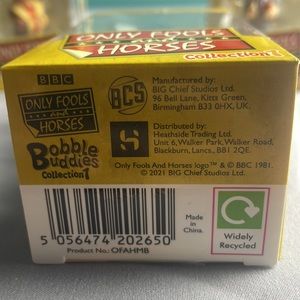 ONLY FOOLS
HORSES
Collection 1
BBC
ONLY FOOLS
and
HORSES
Bobble
Buddies
Collection 1
BCS
Manufactured by:
BIG Chief Studios Ltd.
96 Bell Lane, Kitts Green,
Birmingham B33 0HX, UK.
Distributed by:
Heathside Trading Ltd.
Unit 6, Walker Park, Walker Road,
Blackburn, Lancs., BB1 2QE.
Only Fools And Horses logo™ & © BBC 1981.
© 2021 BIG Chief Studios Ltd.
Made in
China.
Widely
Recycled
5 056474 202650
Product No.: OFAHMB